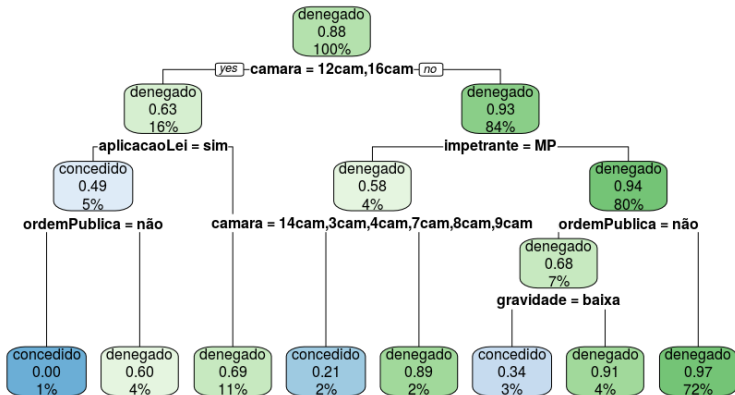 denegado
0.88
100%
yes camara = 12cam,16cam no
denegado
0.63
16%
denegado
0.93
84%
aplicacaoLei = sim
impetrante = MP
concedido
0.49
5%
denegado
0.58
4%
denegado
0.94
80%
ordemPublica = não
camara = 14cam,3cam,4cam,7cam,8cam,9cam
ordemPublica = não
denegado
0.68
7%
gravidade = baixa
concedido
0.00
1%
denegado
0.60
4%
denegado
0.69
11%
concedido
0.21
2%
denegado
0.89
2%
concedido
0.34
3%
denegado
0.91
4%
denegado
0.97
72%